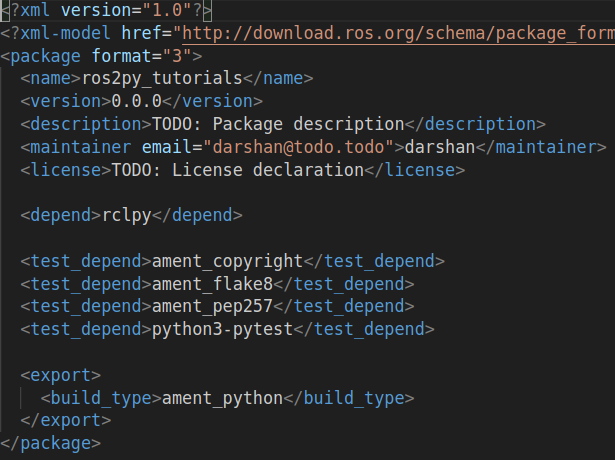 <?xml version="1.0"?>
<?xml-model href="http://download.ros.org/schema/package_form
<package format="3">
  <name>ros2py_tutorials</name>
  <version>0.0.0</version>
  <description>TODO: Package description</description>
  <maintainer email="darshan@todo.todo">darshan</maintainer>
  <license>TODO: License declaration</license>
  <depend>rclpy</depend>
  <test_depend>ament_copyright</test_depend>
  <test_depend>ament_flake8</test_depend>
  <test_depend>ament_pep257</test_depend>
  <test_depend>python3-pytest</test_depend>
  <export>
    <build_type>ament_python</build_type>
  </export>
</package>